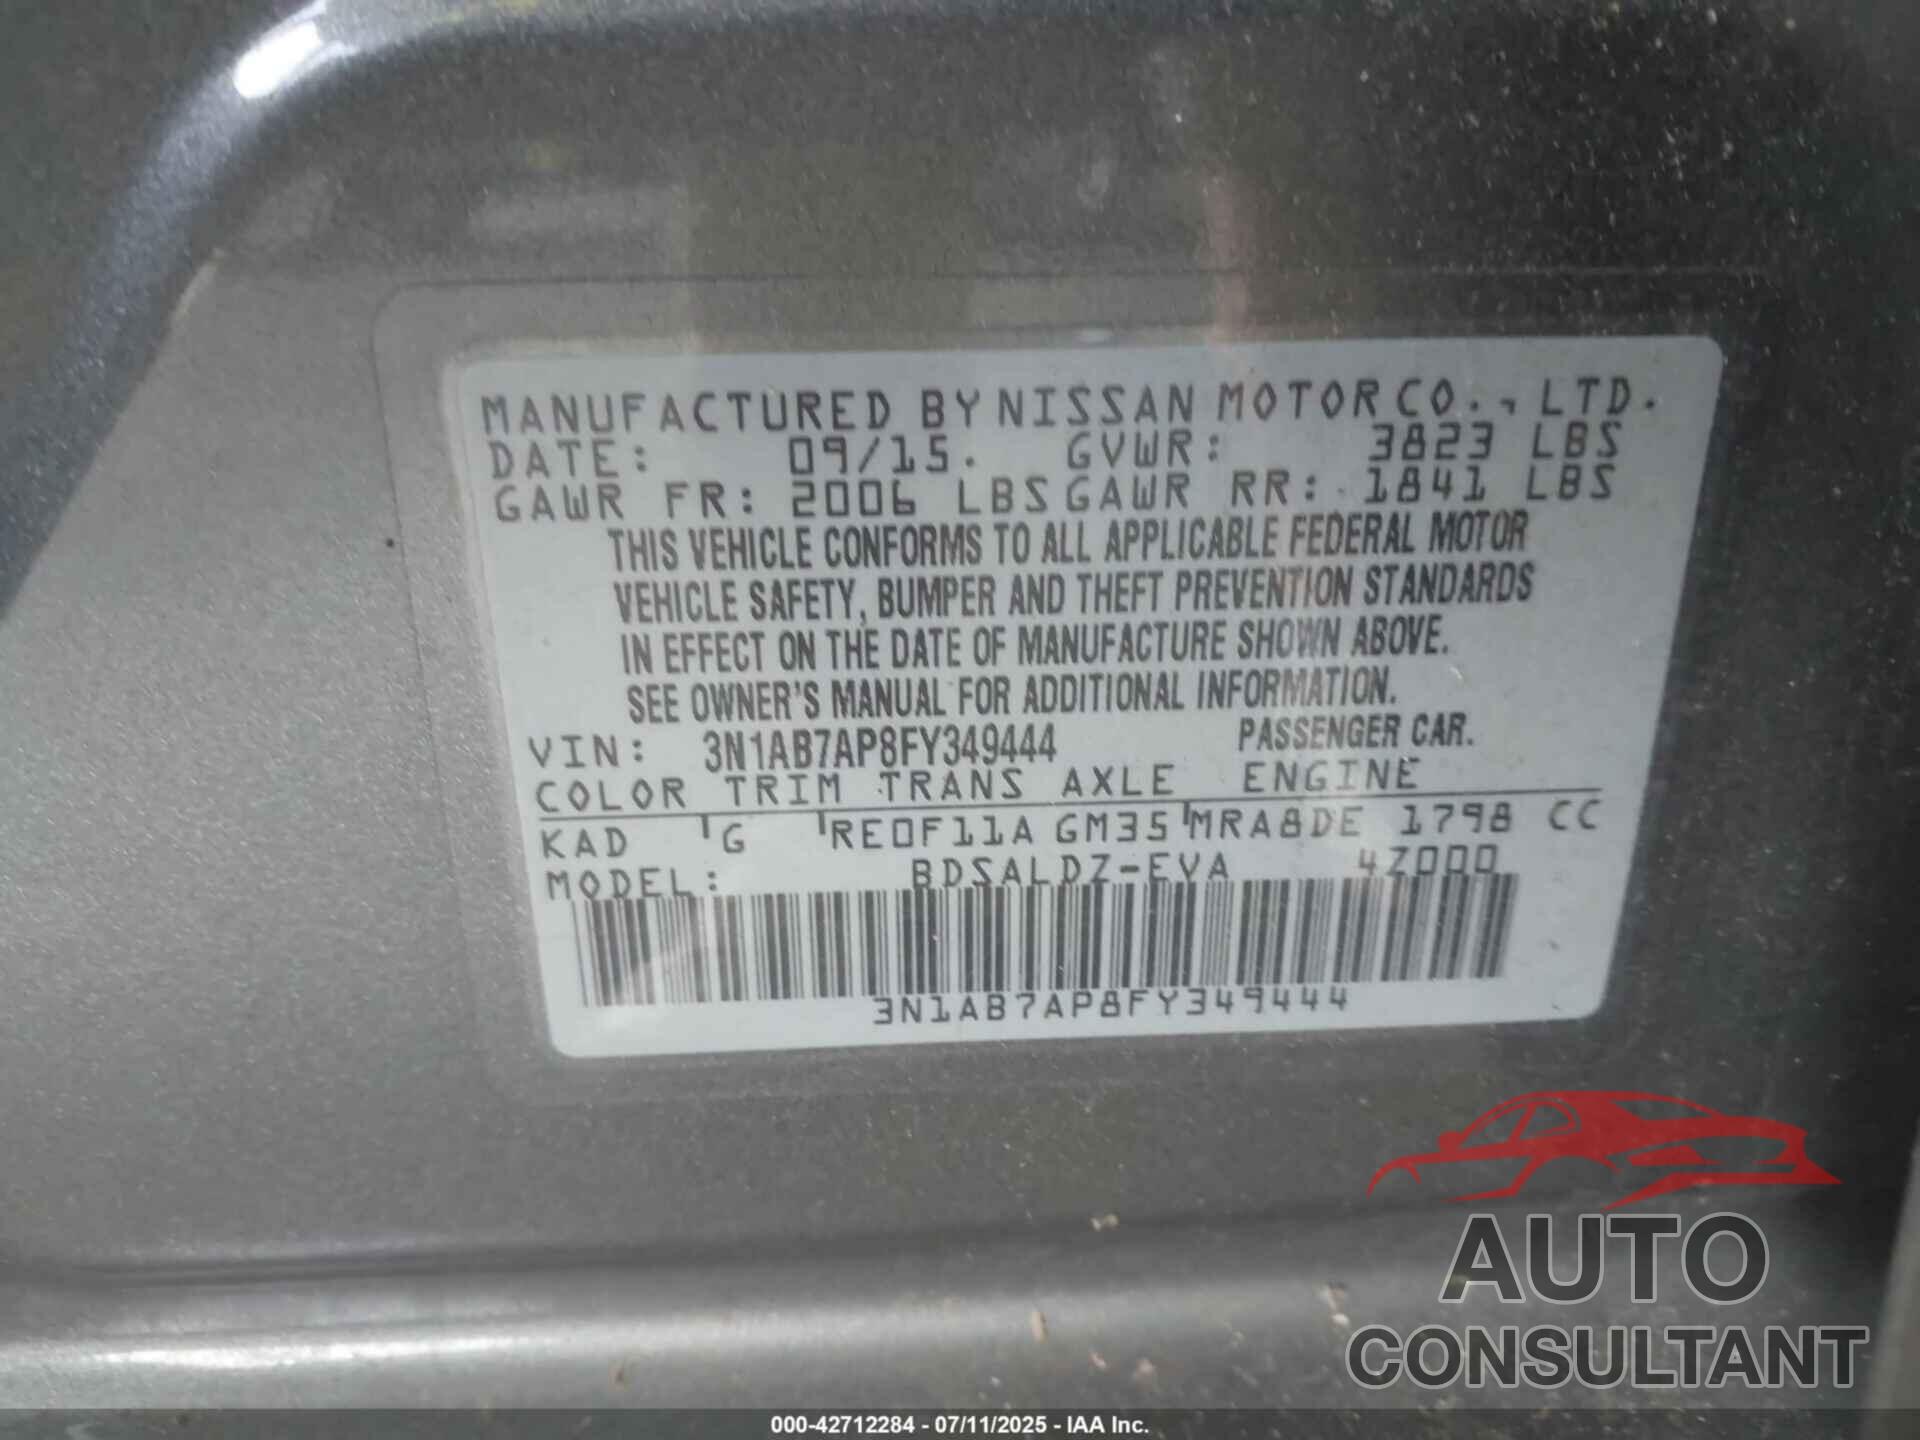 MANUFACTURED BY NISSAN MOTOR CO., LTD.
DATE: 09/15. GVWR: 3823 LBS
GAWR FR: 2006 LBS GAWR RR: 1841 LBS
THIS VEHICLE CONFORMS TO ALL APPLICABLE FEDERAL MOTOR
VEHICLE SAFETY, BUMPER AND THEFT PREVENTION STANDARDS
IN EFFECT ON THE DATE OF MANUFACTURE SHOWN ABOVE.
SEE OWNER'S MANUAL FOR ADDITIONAL INFORMATION.
VIN: 3N1AB7AP8FY349444 PASSENGER CAR.
COLOR TRIM TRANS AXLE ENGINE
KAD G RE0F11A GM35 MRA8DE 1798 CC
MODEL: BDSALDZ-EVA 4Z000
3N1AB7AP8FY349444
AUTO
CONSULTANT
000-42712284 - 07/11/2025 - IAA Inc.